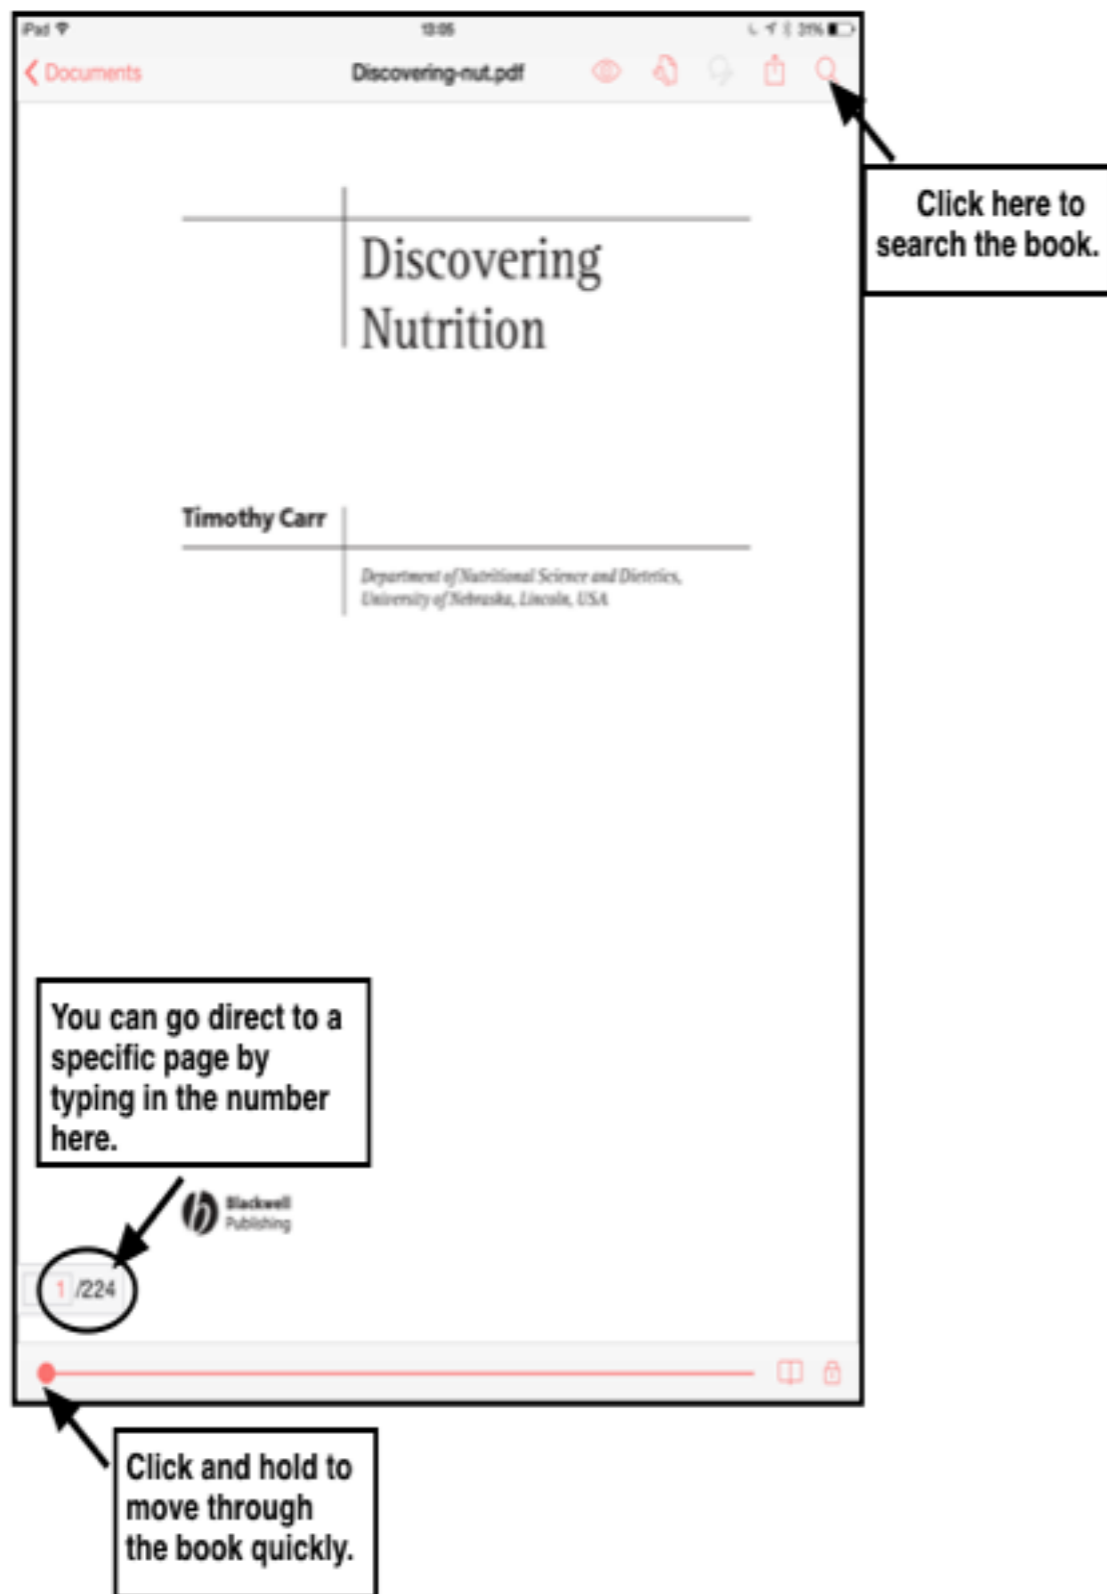 iPad
13:05
31%
Documents
Discovering-nut.pdf
Click here to
search the book.
Discovering
Nutrition
Timothy Carr
Department of Nutritional Science and Dietetics,
University of Nebraska, Lincoln, USA
You can go direct to a
specific page by
typing in the number
here.
Blackwell
Publishing
1 /224
Click and hold to
move through
the book quickly.